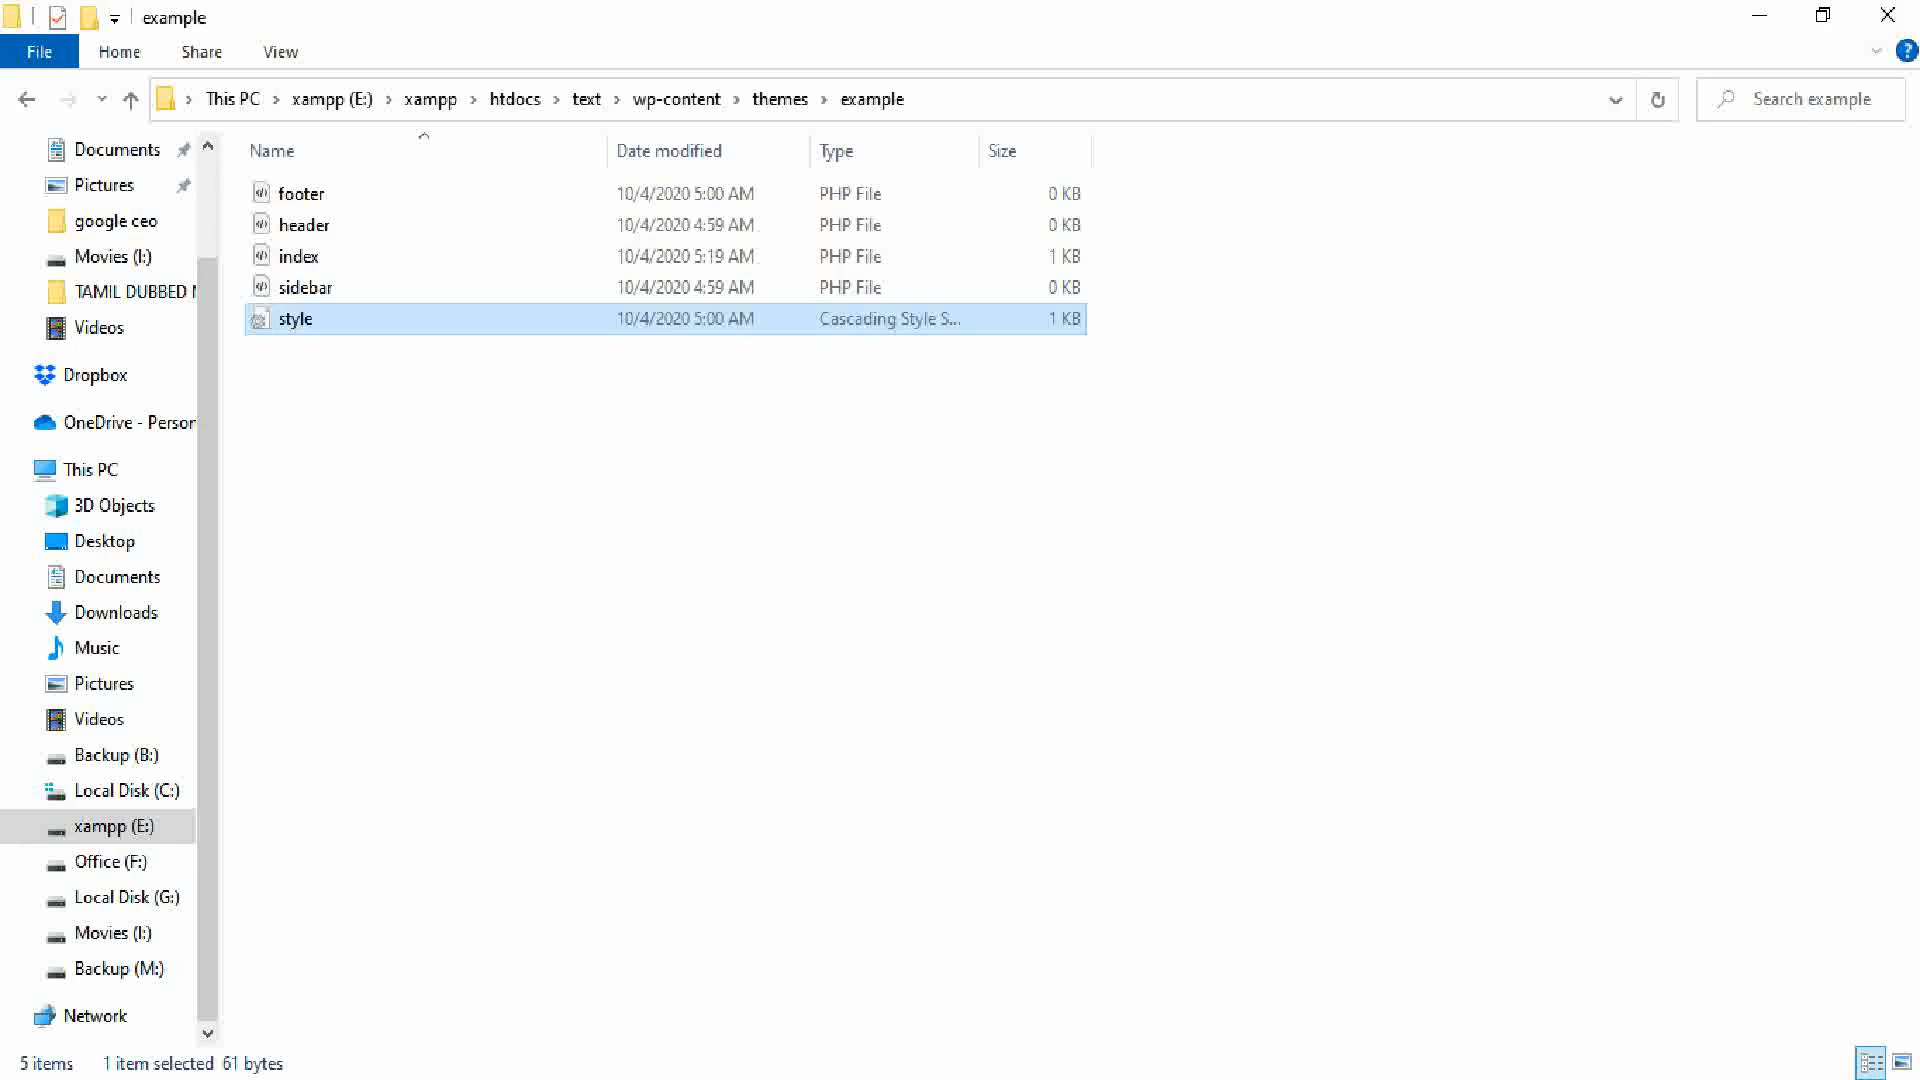 example
File Home Share View
This PC xampp (E:) xampp htdocs text wp-content themes example
Search example
Documents
Pictures
google ceo
Movies (I:)
TAMIL DUBBED
Videos
Dropbox
OneDrive - Person
This PC
3D Objects
Desktop
Documents
Downloads
Music
Pictures
Videos
Backup (B:)
Local Disk (C:)
xampp (E:)
Office (F:)
Local Disk (G:)
Movies (I:)
Backup (M:)
Network
Name Date modified Type Size
footer 10/4/2020 5:00 AM PHP File 0 KB
header 10/4/2020 4:59 AM PHP File 0 KB
index 10/4/2020 5:19 AM PHP File 1 KB
sidebar 10/4/2020 4:59 AM PHP File 0 KB
style 10/4/2020 5:00 AM Cascading Style S... 1 KB
5 items 1 item selected 61 bytes